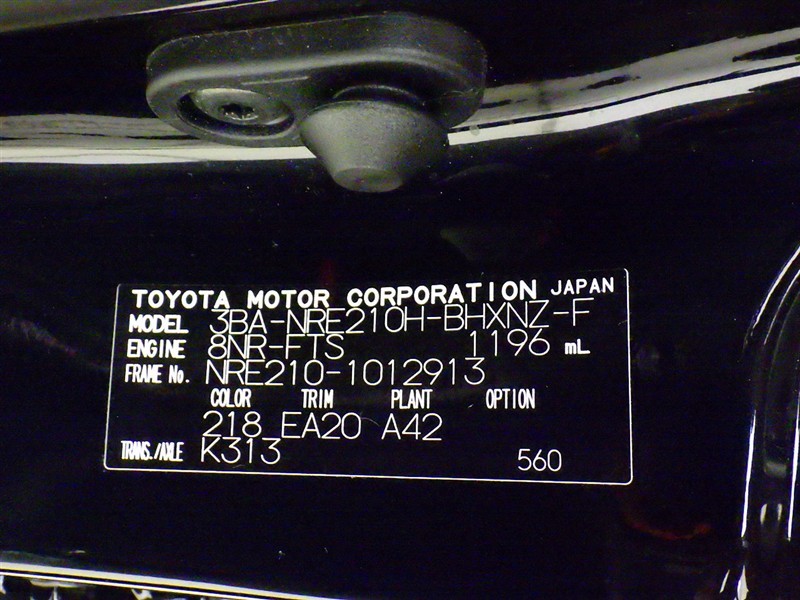 TOYOTA MOTOR CORPORATION JAPAN
MODEL 3BA-NRE210H-BHXNZ-F
ENGINE 8NR-FTS 1196 mL
FRAME No. NRE210-1012913
COLOR TRIM PLANT OPTION
218 EA20 A42
TRANS./AXLE K313 560